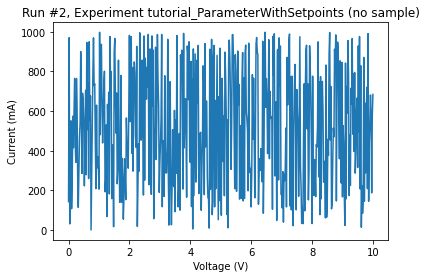 Run #2, Experiment tutorial_ParameterWithSetpoints (no sample)
1000
800
600
400
200
0
Current (mA)
0 2 4 6 8 10
Voltage (V)